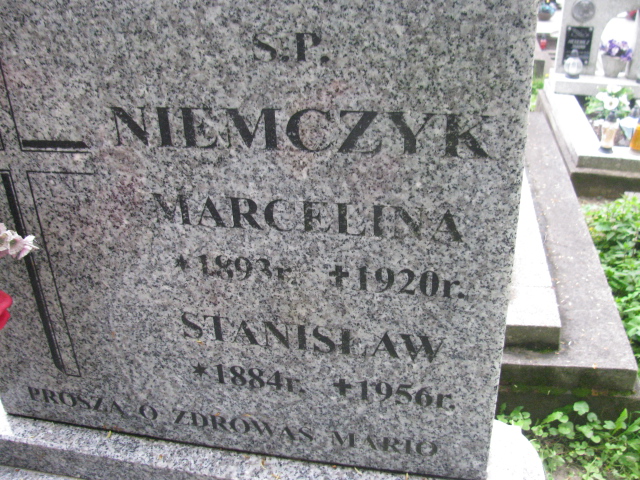 Ś.P.
NIEMCZYK
MARCELINA
*1893r. +1920r.
STANISŁAW
*1884r. +1956r.
PROSZĄ O ZDROWAŚ MARIO